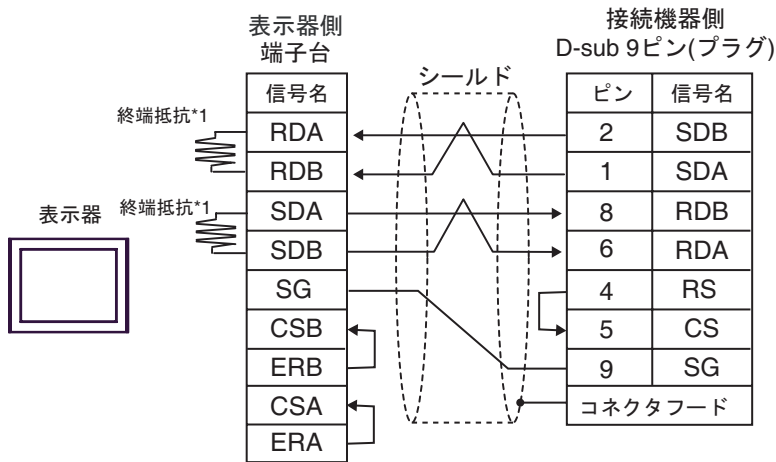 表示器側
端子台
接続機器側
D-sub 9ピン(プラグ)
シールド
信号名
ピン 信号名
終端抵抗*1
RDA 2 SDB
RDB 1 SDA
表示器
終端抵抗*1
SDA 8 RDB
SDB 6 RDA
SG 4 RS
CSB 5 CS
ERB 9 SG
CSA コネクタフード
ERA